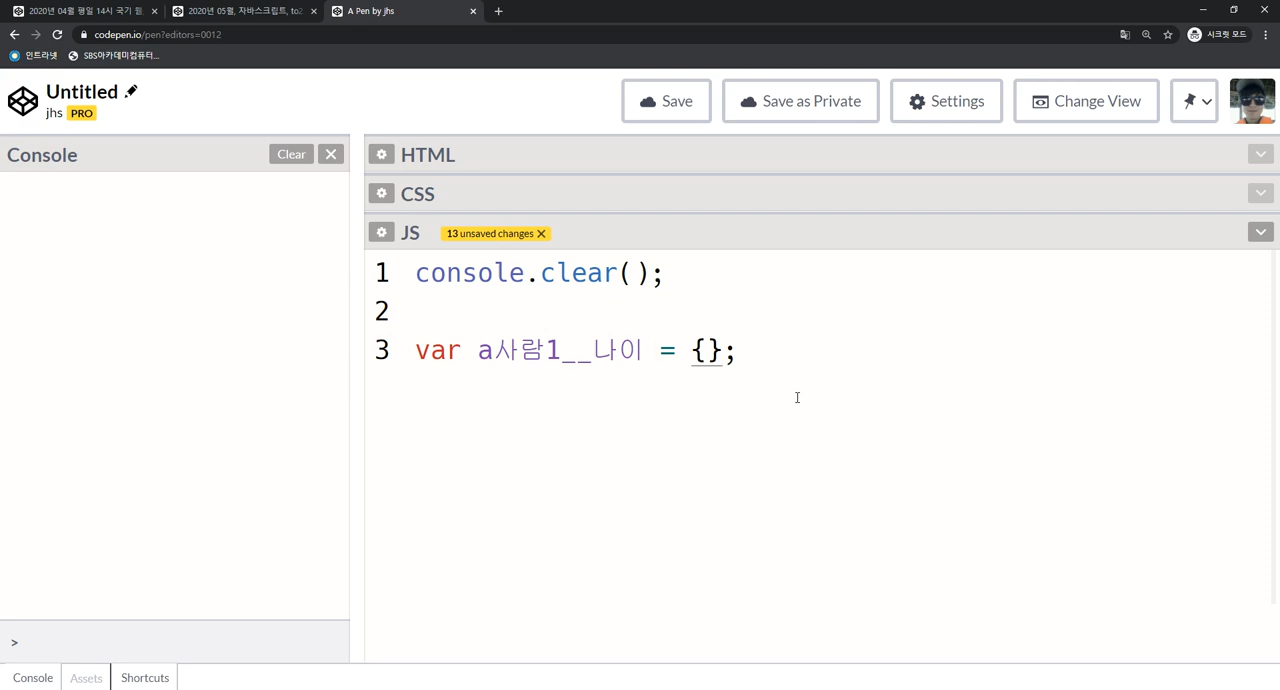 2020년 04월 평일 14시 국기 웹
2020년 05월, 자바스크립트, to2
A Pen by jhs
codepen.io/pen?editors=0012
시크릿 모드
인트라넷
SBS아카데미컴퓨터...
Untitled
jhs PRO
Save
Save as Private
Settings
Change View
Console
Clear
HTML
CSS
JS
13 unsaved changes
1 console.clear();
2
3 var a사람1__나이 = {};
>
Console
Assets
Shortcuts